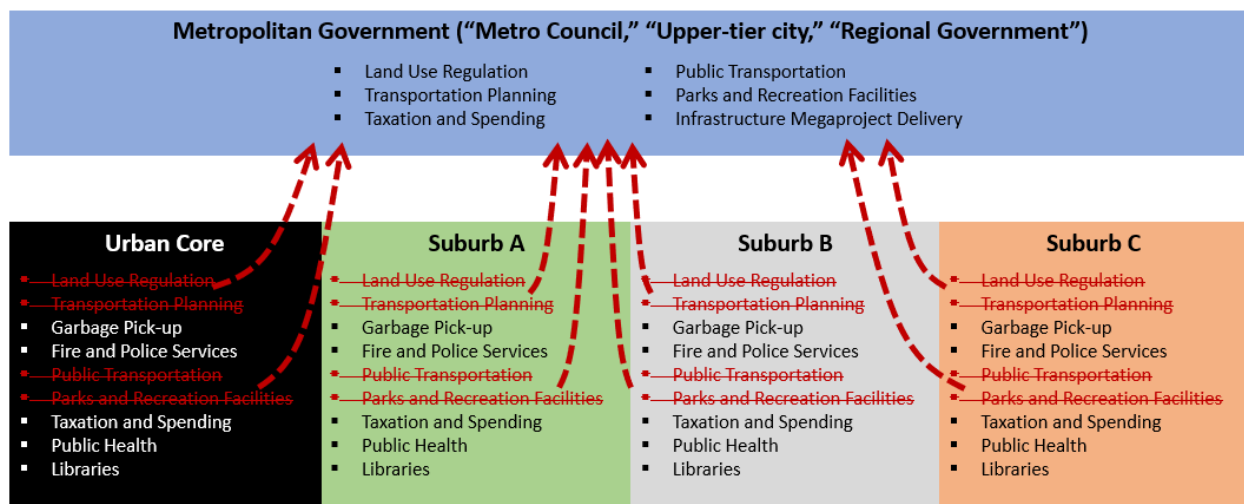 Metropolitan Government (“Metro Council,” “Upper-tier city,” “Regional Government”)
▪ Land Use Regulation
▪ Transportation Planning
▪ Taxation and Spending
▪ Public Transportation
▪ Parks and Recreation Facilities
▪ Infrastructure Megaproject Delivery
Urban Core
▪ Land Use Regulation
▪ Transportation Planning
▪ Garbage Pick-up
▪ Fire and Police Services
▪ Public Transportation
▪ Parks and Recreation Facilities
▪ Taxation and Spending
▪ Public Health
▪ Libraries
Suburb A
▪ Land Use Regulation
▪ Transportation Planning
▪ Garbage Pick-up
▪ Fire and Police Services
▪ Public Transportation
▪ Parks and Recreation Facilities
▪ Taxation and Spending
▪ Public Health
▪ Libraries
Suburb B
▪ Land Use Regulation
▪ Transportation Planning
▪ Garbage Pick-up
▪ Fire and Police Services
▪ Public Transportation
▪ Parks and Recreation Facilities
▪ Taxation and Spending
▪ Public Health
▪ Libraries
Suburb C
▪ Land Use Regulation
▪ Transportation Planning
▪ Garbage Pick-up
▪ Fire and Police Services
▪ Public Transportation
▪ Parks and Recreation Facilities
▪ Taxation and Spending
▪ Public Health
▪ Libraries